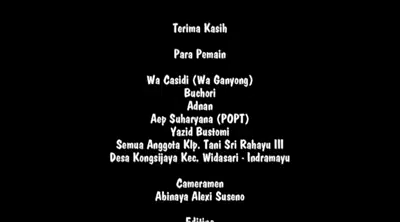 Terima Kasih
Para Pemain
Wa Casidi (Wa Ganyong)
Buchori
Adnan
Aep Suharyana (POPT)
Yazid Bustomi
Semua Anggota Klp. Tani Sri Rahayu III
Desa Kongsijaya Kec. Widasari - Indramayu
Cameramen
Abinaya Alexi Suseno
Editing